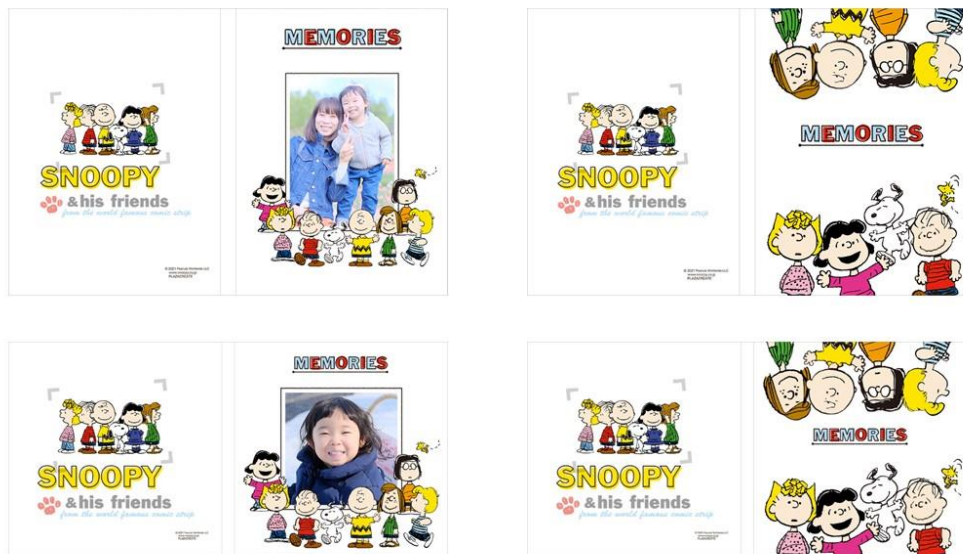 MEMORIES
SNOOPY
& his friends
from the world famous comic strip
MEMORIES
SNOOPY
& his friends
from the world famous comic strip
MEMORIES
SNOOPY
& his friends
from the world famous comic strip
MEMORIES
SNOOPY
& his friends
from the world famous comic strip